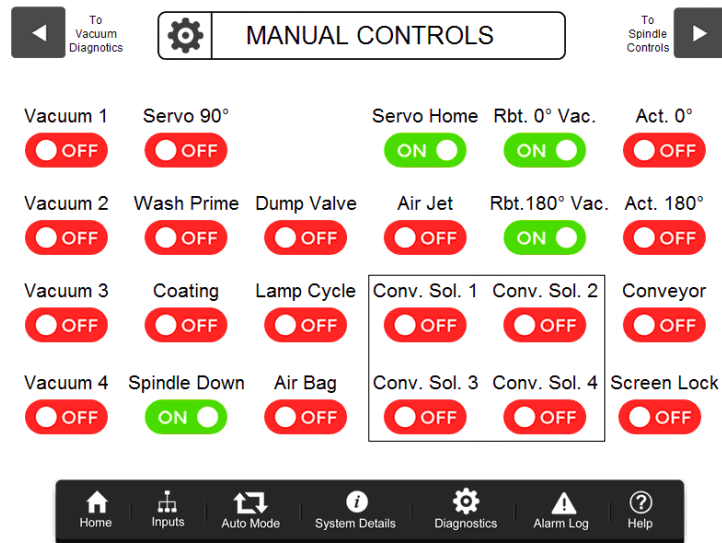 To
Vacuum
Diagnotics
MANUAL CONTROLS
To
Spindle
Controls
Vacuum 1 Servo 90° Servo Home Rbt. 0° Vac. Act. 0°
OFF OFF ON ON OFF
Vacuum 2 Wash Prime Dump Valve Air Jet Rbt.180° Vac. Act. 180°
OFF OFF OFF OFF ON OFF
Vacuum 3 Coating Lamp Cycle Conv. Sol. 1 Conv. Sol. 2 Conveyor
OFF OFF OFF OFF OFF OFF
Vacuum 4 Spindle Down Air Bag Conv. Sol. 3 Conv. Sol. 4 Screen Lock
OFF ON OFF OFF OFF OFF
Home Inputs Auto Mode System Details Diagnostics Alarm Log Help